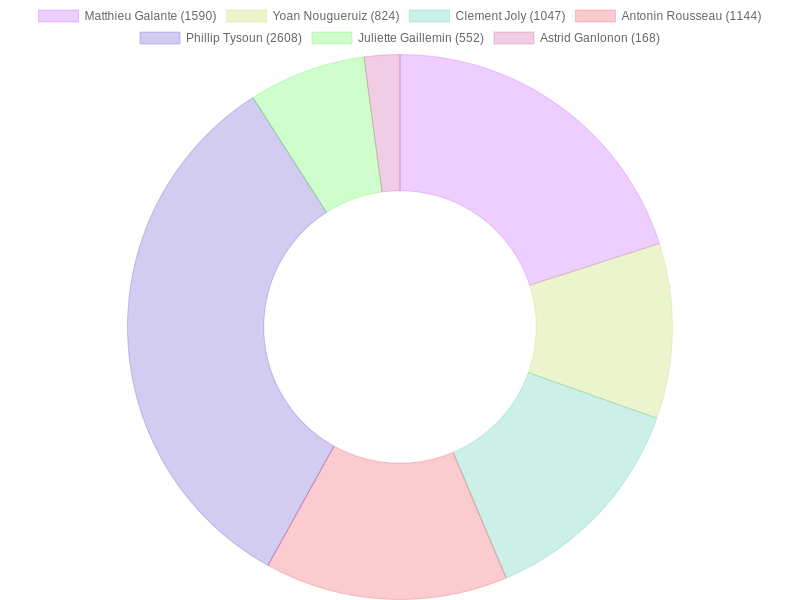 Matthieu Galante (1590) Yoan Nougueruiz (824) Clement Joly (1047) Antonin Rousseau (1144)
Phillip Tysoun (2608) Juliette Gaillemin (552) Astrid Ganlonon (168)